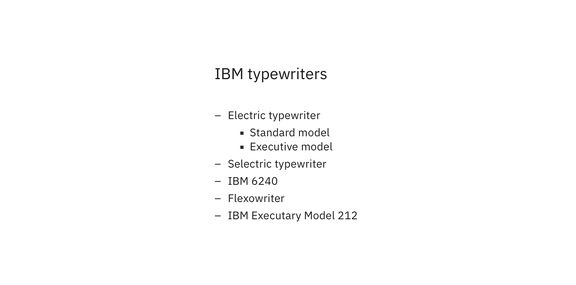 IBM typewriters
– Electric typewriter
▪ Standard model
▪ Executive model
– Selectric typewriter
– IBM 6240
– Flexowriter
– IBM Executary Model 212